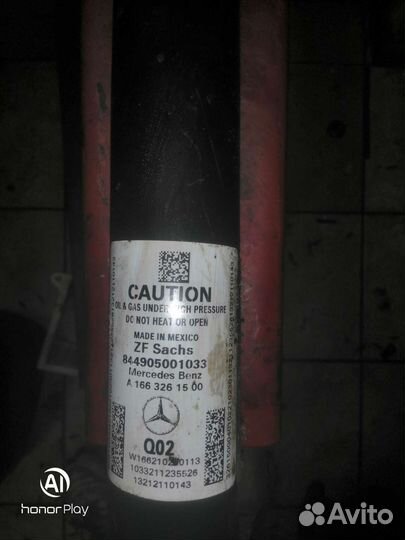 CAUTION
OIL & GAS UNDER HIGH PRESSURE
DO NOT HEAT OR OPEN
MADE IN MEXICO
ZF Sachs
844905001033
Mercedes Benz
A 166 326 15 00
Q02
1033211235526
13212110143
AI
honor Play
Avito